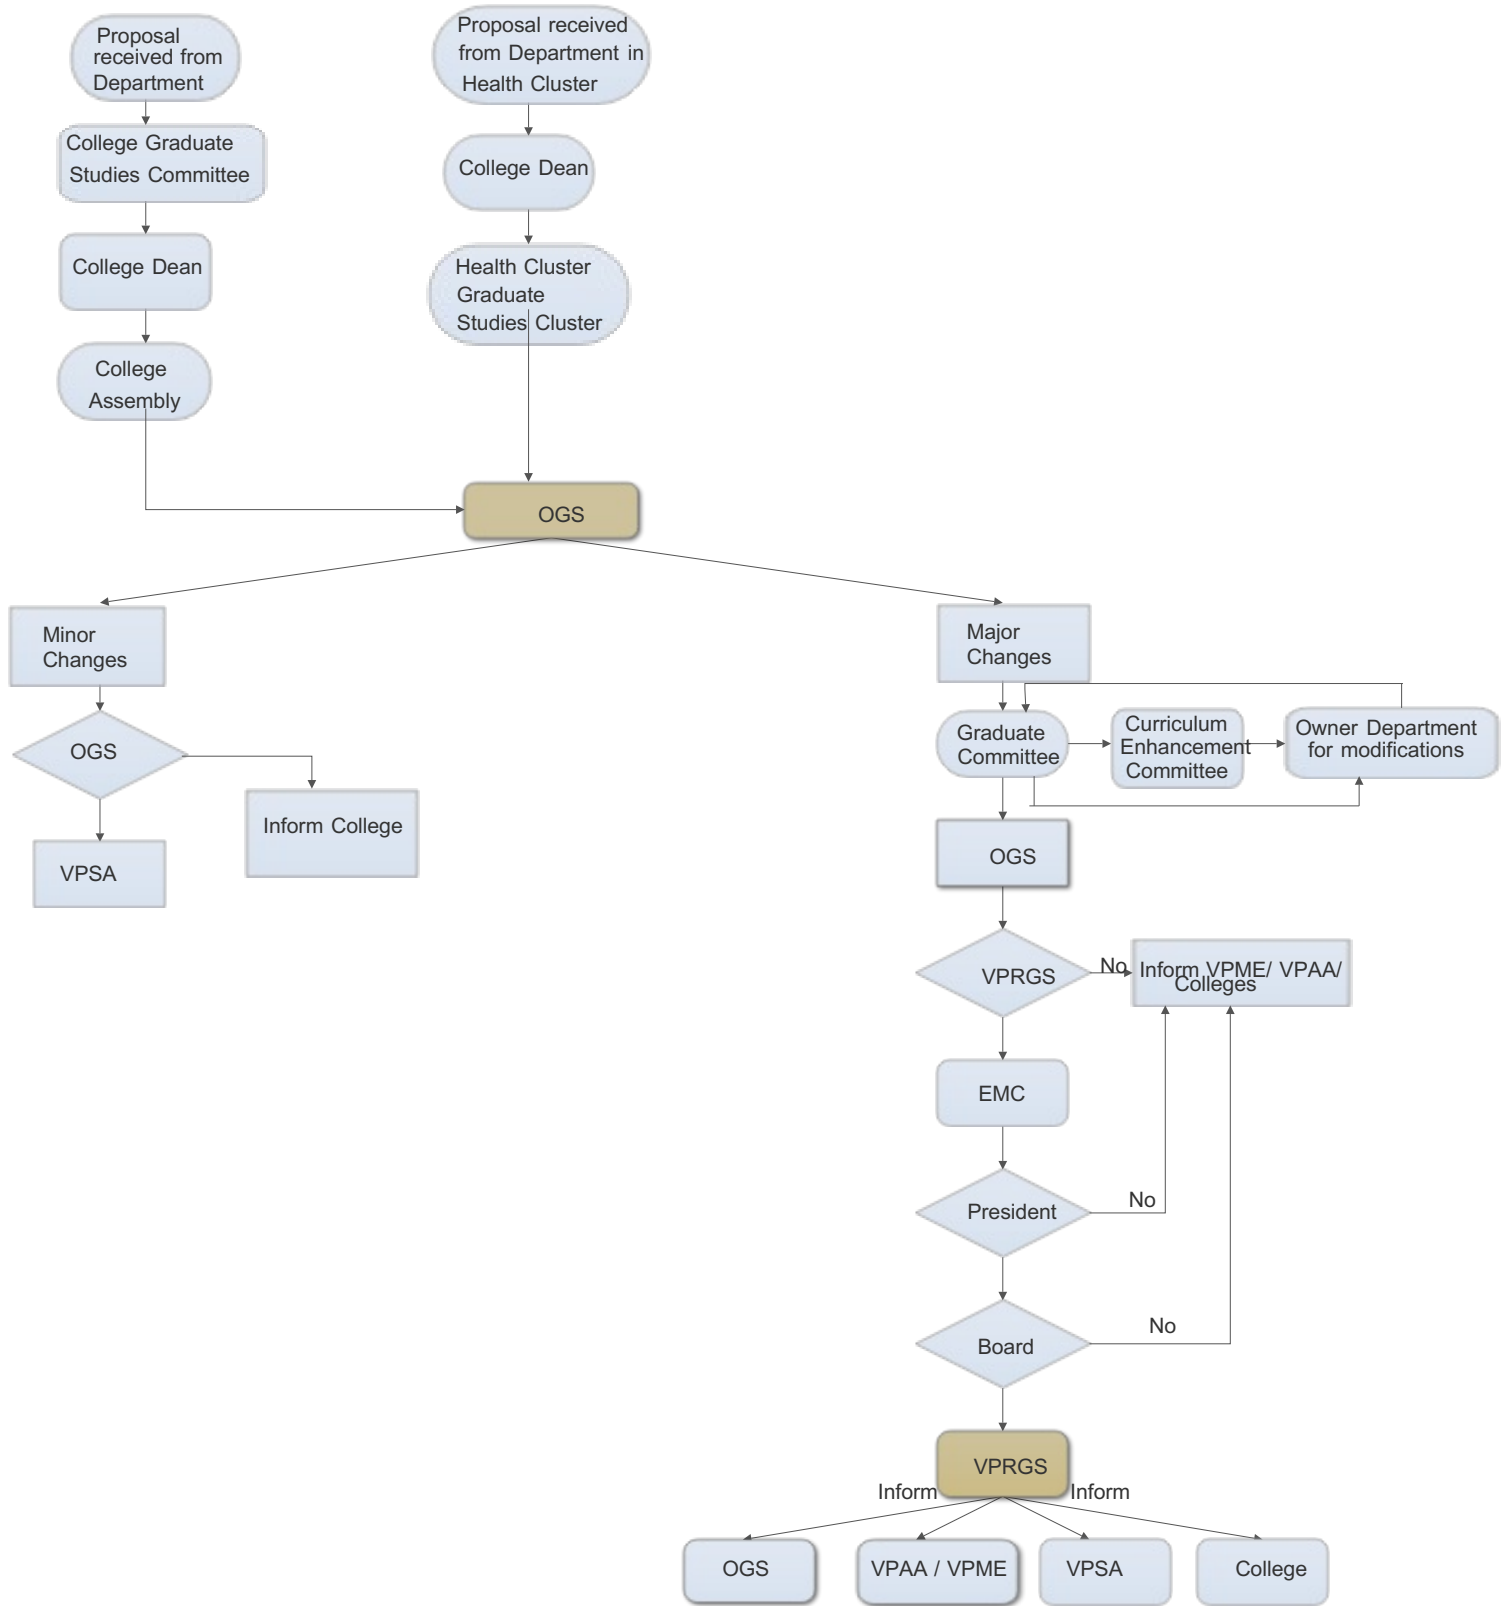 Proposal
received from
Department
Proposal received
from Department in
Health Cluster
College Graduate
Studies Committee
College Dean
College Dean
Health Cluster
Graduate
Studies Cluster
College
Assembly
OGS
Minor
Changes
Major
Changes
OGS
Graduate
Committee
Curriculum
Enhancement
Committee
Owner Department
for modifications
Inform College
VPSA
OGS
VPRGS
No
Inform VPME/ VPAA/
Colleges
EMC
President
No
Board
No
VPRGS
Inform
Inform
OGS
VPAA / VPME
VPSA
College